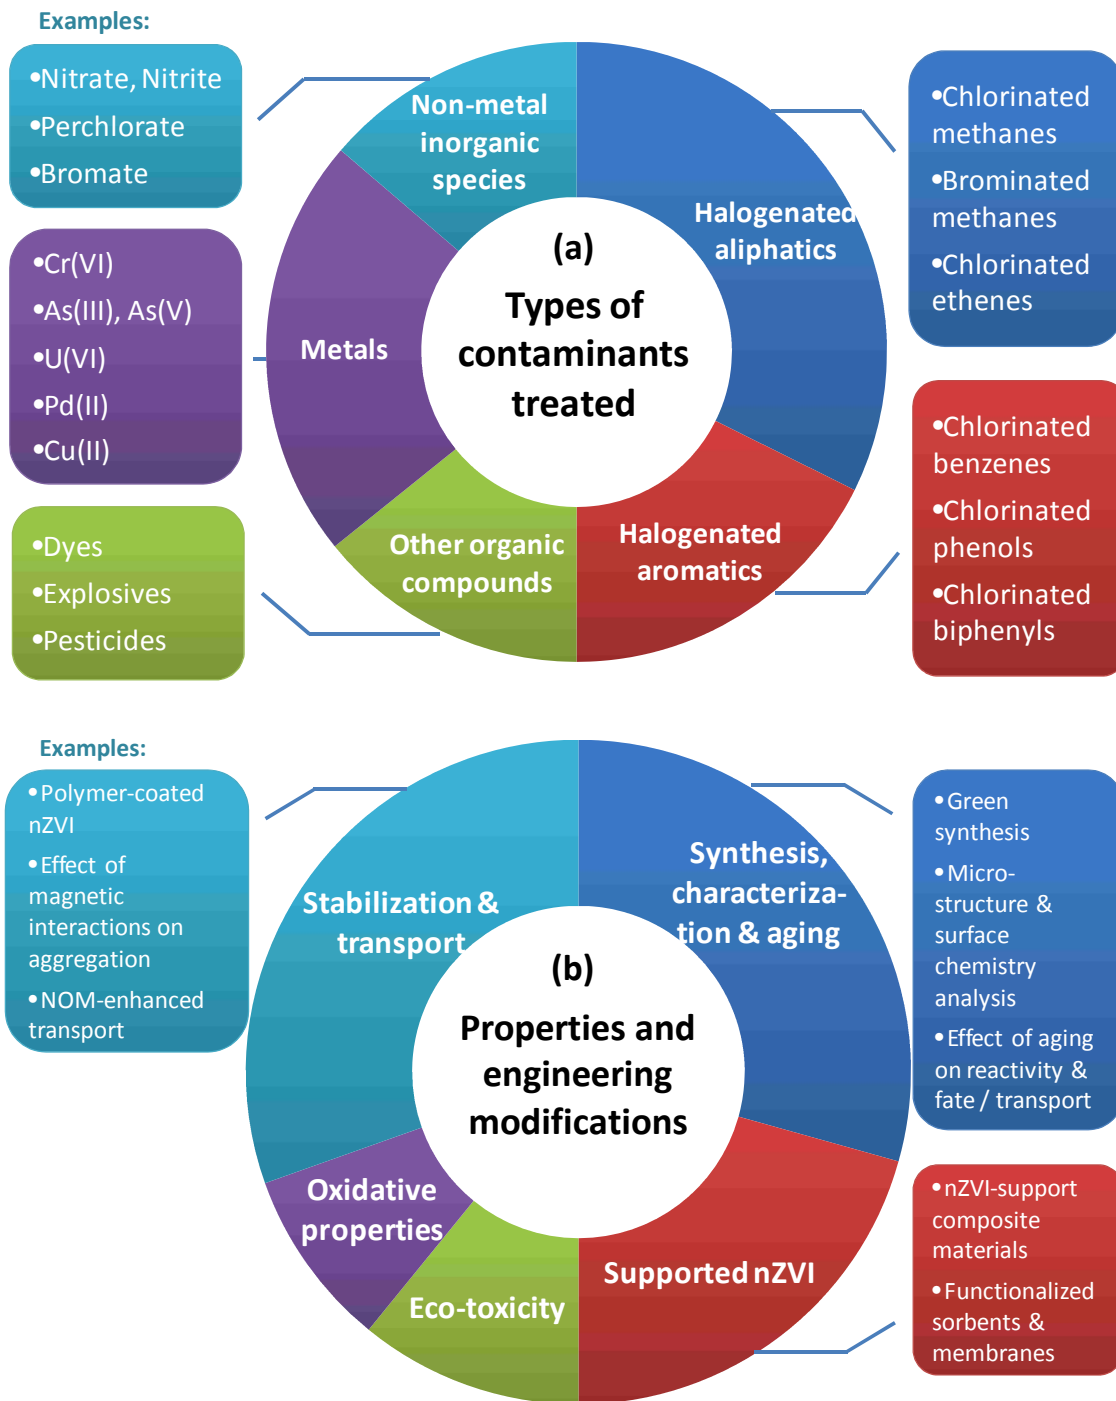 Examples:
•Nitrate, Nitrite
•Perchlorate
•Bromate
•Cr(VI)
•As(III), As(V)
•U(VI)
•Pd(II)
•Cu(II)
•Dyes
•Explosives
•Pesticides
Non-metal
inorganic
species
Metals
Other organic
compounds
(a)
Types of
contaminants
treated
Halogenated
aliphatics
Halogenated
aromatics
•Chlorinated
methanes
•Brominated
methanes
•Chlorinated
ethenes
•Chlorinated
benzenes
•Chlorinated
phenols
•Chlorinated
biphenyls
Examples:
•Polymer-coated
nZVI
•Effect of
magnetic
interactions on
aggregation
•NOM-enhanced
transport
Stabilization &
transport
Oxidative
properties
Eco-toxicity
(b)
Properties and
engineering
modifications
Synthesis,
characteriza-
tion & aging
Supported nZVI
•Green
synthesis
•Micro-
structure &
surface
chemistry
analysis
•Effect of aging
on reactivity &
fate / transport
•nZVI-support
composite
materials
•Functionalized
sorbents &
membranes